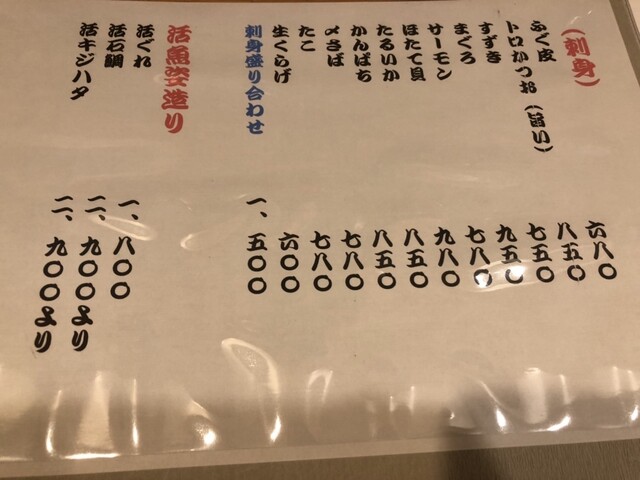 (刺身)
ふぐ皮 六八〇
トロかつお(旨い) 八五〇
すずき 七五〇
まぐろ 九五〇
サーモン 七八〇
ほたて貝 九八〇
たるいか 八五〇
かんぱち 八五〇
〆さば 七八〇
たこ 七八〇
生くらげ 六〇〇
刺身盛り合わせ 一、五〇〇
活魚姿造り
活ぐれ 一、八〇〇
活石鯛 二、九〇〇より
活キジハタ 二、九〇〇より